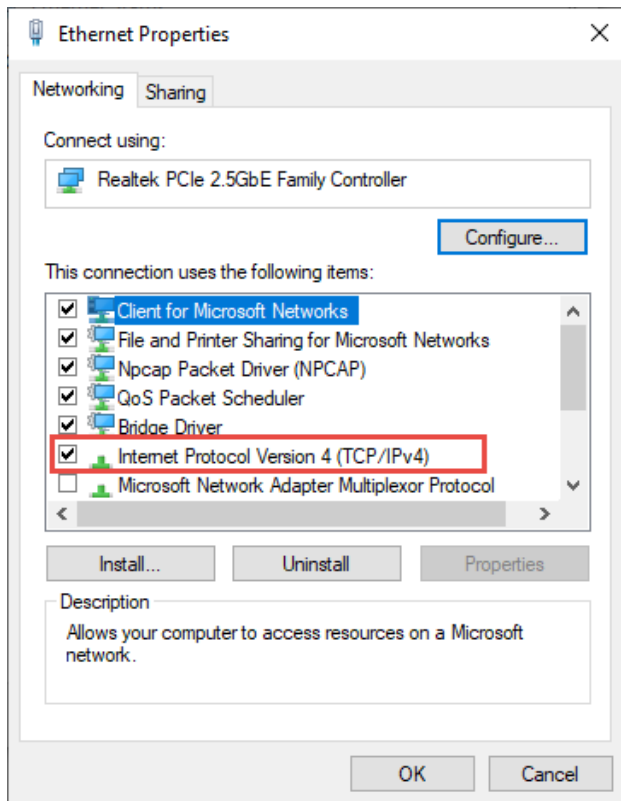 Ethernet Properties
Networking
Sharing
Connect using:
Realtek PCIe 2.5GbE Family Controller
Configure...
This connection uses the following items:
Client for Microsoft Networks
File and Printer Sharing for Microsoft Networks
Npcap Packet Driver (NPCAP)
QoS Packet Scheduler
Bridge Driver
Internet Protocol Version 4 (TCP/IPv4)
Microsoft Network Adapter Multiplexor Protocol
Install...
Uninstall
Properties
Description
Allows your computer to access resources on a Microsoft
network.
OK
Cancel